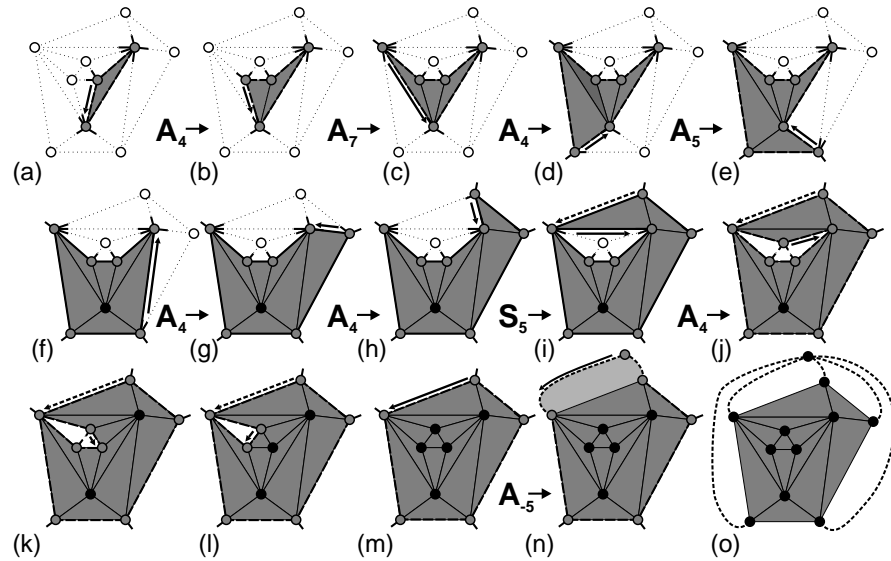 A4→ A7→ A4→ A5→
(a) (b) (c) (d) (e)
A4→ A4→ S5→ A4→
(f) (g) (h) (i) (j)
A-5→
(k) (l) (m) (n) (o)